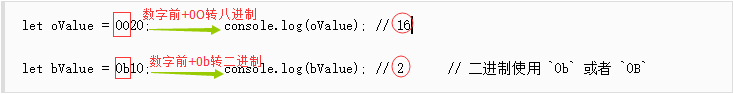 数字前+0O转八进制
let oValue = 0O20; console.log(oValue); // 16
数字前+0b转二进制
let bValue = 0b10; console.log(bValue); // 2 // 二进制使用 `0b` 或者 `0B`